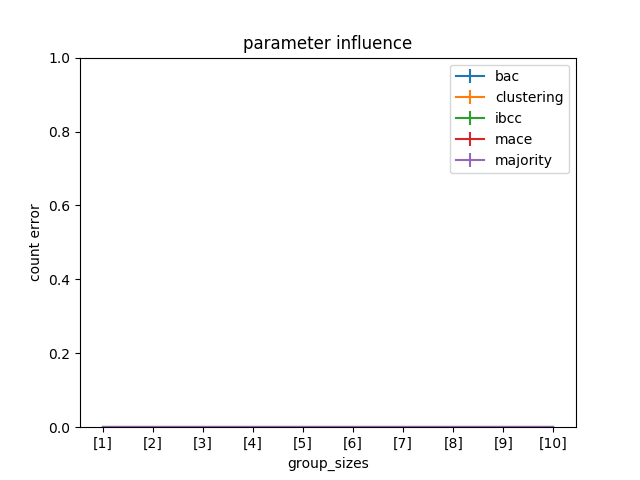 parameter influence
1.0
0.8
0.6
0.4
0.2
0.0
count error
bac
clustering
ibcc
mace
majority
[1] [2] [3] [4] [5] [6] [7] [8] [9] [10]
group_sizes